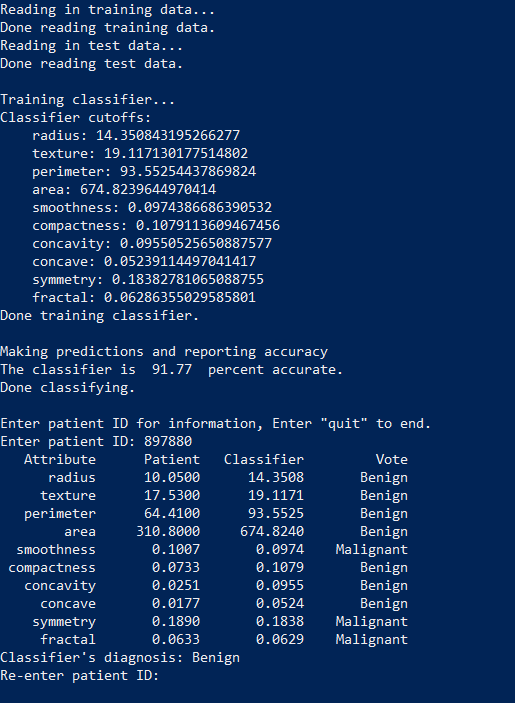 Reading in training data...
Done reading training data.
Reading in test data...
Done reading test data.
Training classifier...
Classifier cutoffs:
radius: 14.350843195266277
texture: 19.117130177514802
perimeter: 93.55254437869824
area: 674.8239644970414
smoothness: 0.0974386686390532
compactness: 0.1079113609467456
concavity: 0.09550525650887577
concave: 0.05239114497041417
symmetry: 0.18382781065088755
fractal: 0.06286355029585801
Done training classifier.
Making predictions and reporting accuracy
The classifier is  91.77  percent accurate.
Done classifying.
Enter patient ID for information, Enter "quit" to end.
Enter patient ID: 897880
Attribute      Patient   Classifier         Vote
radius      10.0500      14.3508       Benign
texture      17.5300      19.1171       Benign
perimeter      64.4100      93.5525       Benign
area     310.8000     674.8240       Benign
smoothness       0.1007       0.0974    Malignant
compactness       0.0733       0.1079       Benign
concavity       0.0251       0.0955       Benign
concave       0.0177       0.0524       Benign
symmetry       0.1890       0.1838    Malignant
fractal       0.0633       0.0629    Malignant
Classifier's diagnosis: Benign
Re-enter patient ID: